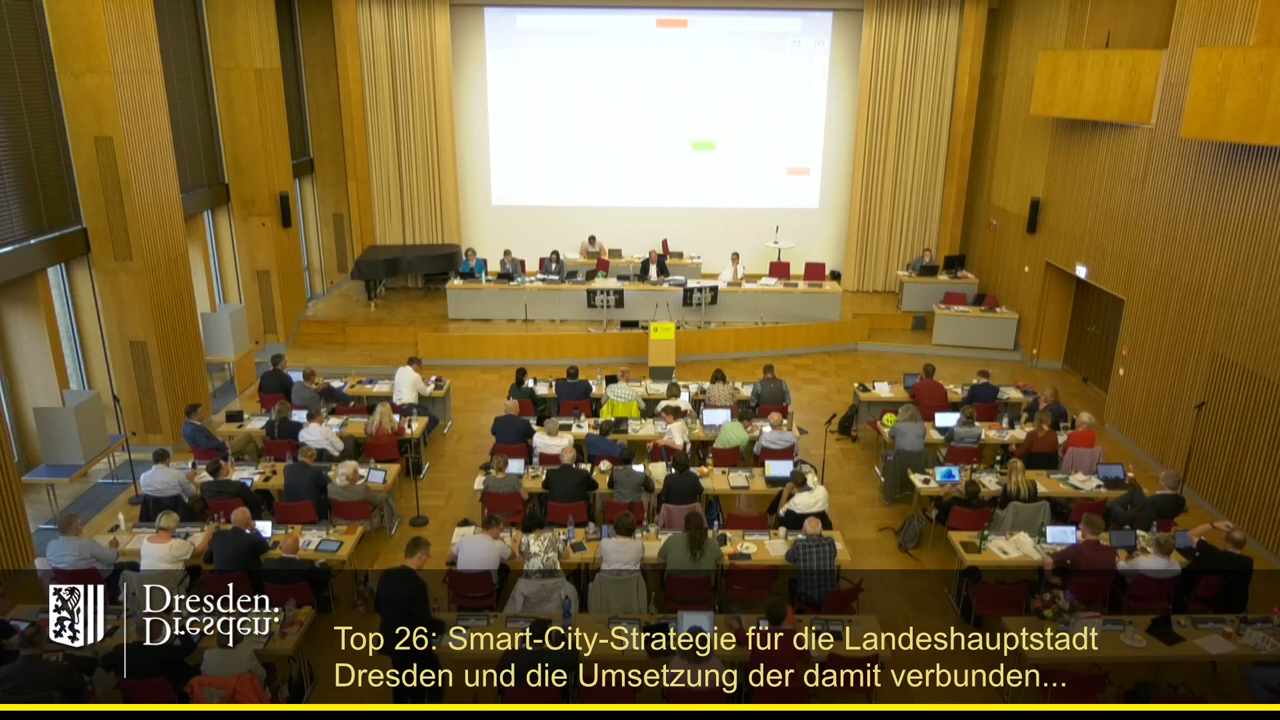 Dresden.
Dresden.
Top 26: Smart-City-Strategie für die Landeshauptstadt
Dresden und die Umsetzung der damit verbunden...